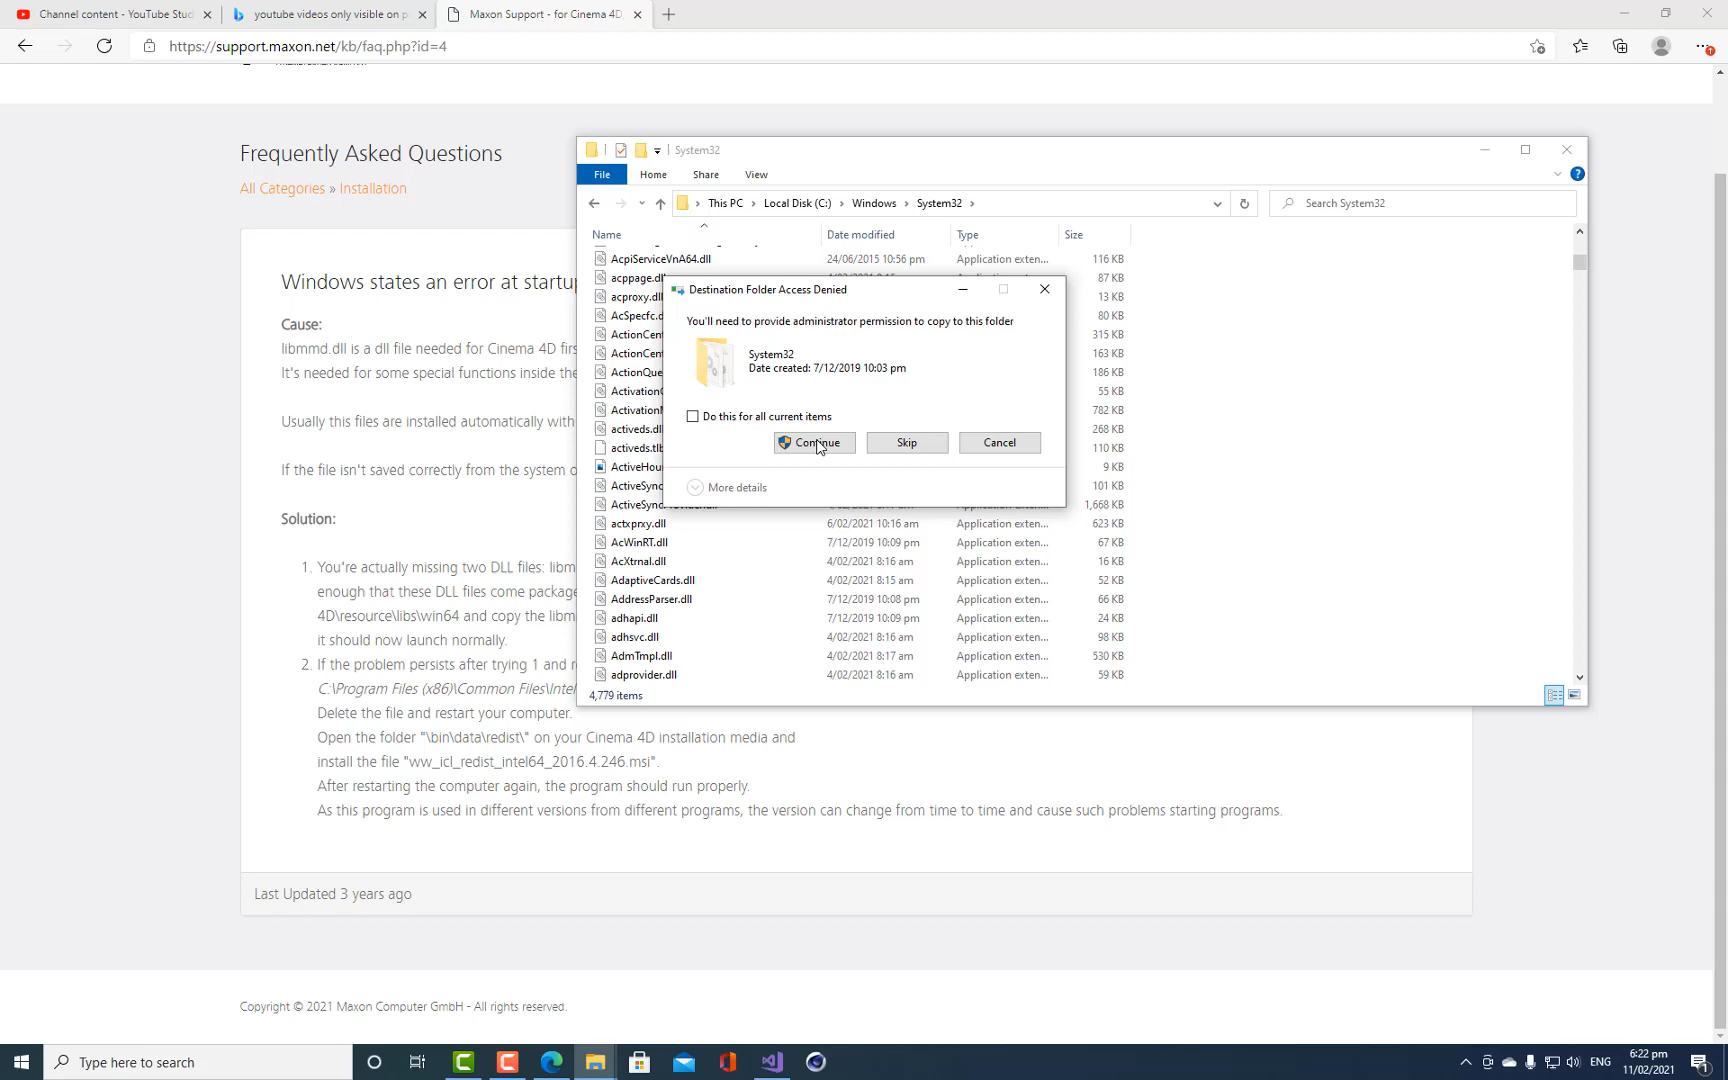 Channel content - YouTube Stud
youtube videos only visible on p
Maxon Support - for Cinema 4D,
https://support.maxon.net/kb/faq.php?id=4
Frequently Asked Questions
All Categories » Installation
Windows states an error at startup
Cause:
libmmd.dll is a dll file needed for Cinema 4D firs
It's needed for some special functions inside the
Usually this files are installed automatically with
If the file isn't saved correctly from the system o
Solution:
1. You're actually missing two DLL files: libm
enough that these DLL files come package
4D\resource\libs\win64 and copy the libm
it should now launch normally.
2. If the problem persists after trying 1 and r
C:\Program Files (x86)\Common Files\Intel
Delete the file and restart your computer.
Open the folder "\bin\data\redist\" on your Cinema 4D installation media and
install the file "ww_icl_redist_intel64_2016.4.246.msi".
After restarting the computer again, the program should run properly.
As this program is used in different versions from different programs, the version can change from time to time and cause such problems starting programs.
Last Updated 3 years ago
Copyright © 2021 Maxon Computer GmbH - All rights reserved.
System32
File Home Share View
This PC › Local Disk (C:) › Windows › System32 ›
Search System32
Name Date modified Type Size
AcpiServiceVnA64.dll 24/06/2015 10:56 pm Application exten... 116 KB
acppage.dll 87 KB
acproxy.dll 13 KB
AcSpecfc.d 80 KB
ActionCen 315 KB
ActionCen 163 KB
ActionQue 186 KB
Activation 55 KB
Activation 782 KB
activeds.dl 268 KB
activeds.tlb 110 KB
ActiveHou 9 KB
ActiveSync 101 KB
1,668 KB
actxprxy.dll 6/02/2021 10:16 am Application exten... 623 KB
AcWinRT.dll 7/12/2019 10:09 pm Application exten... 67 KB
AcXtrnal.dll 4/02/2021 8:16 am Application exten... 16 KB
AdaptiveCards.dll 4/02/2021 8:15 am Application exten... 52 KB
AddressParser.dll 7/12/2019 10:08 pm Application exten... 66 KB
adhapi.dll 7/12/2019 10:09 pm Application exten... 24 KB
adhsvc.dll 4/02/2021 8:16 am Application exten... 98 KB
AdmTmpl.dll 4/02/2021 8:17 am Application exten... 530 KB
adprovider.dll 4/02/2021 8:16 am Application exten... 59 KB
4,779 items
Destination Folder Access Denied
You'll need to provide administrator permission to copy to this folder
System32
Date created: 7/12/2019 10:03 pm
Do this for all current items
Continue Skip Cancel
More details
Type here to search
ENG
6:22 pm
11/02/2021